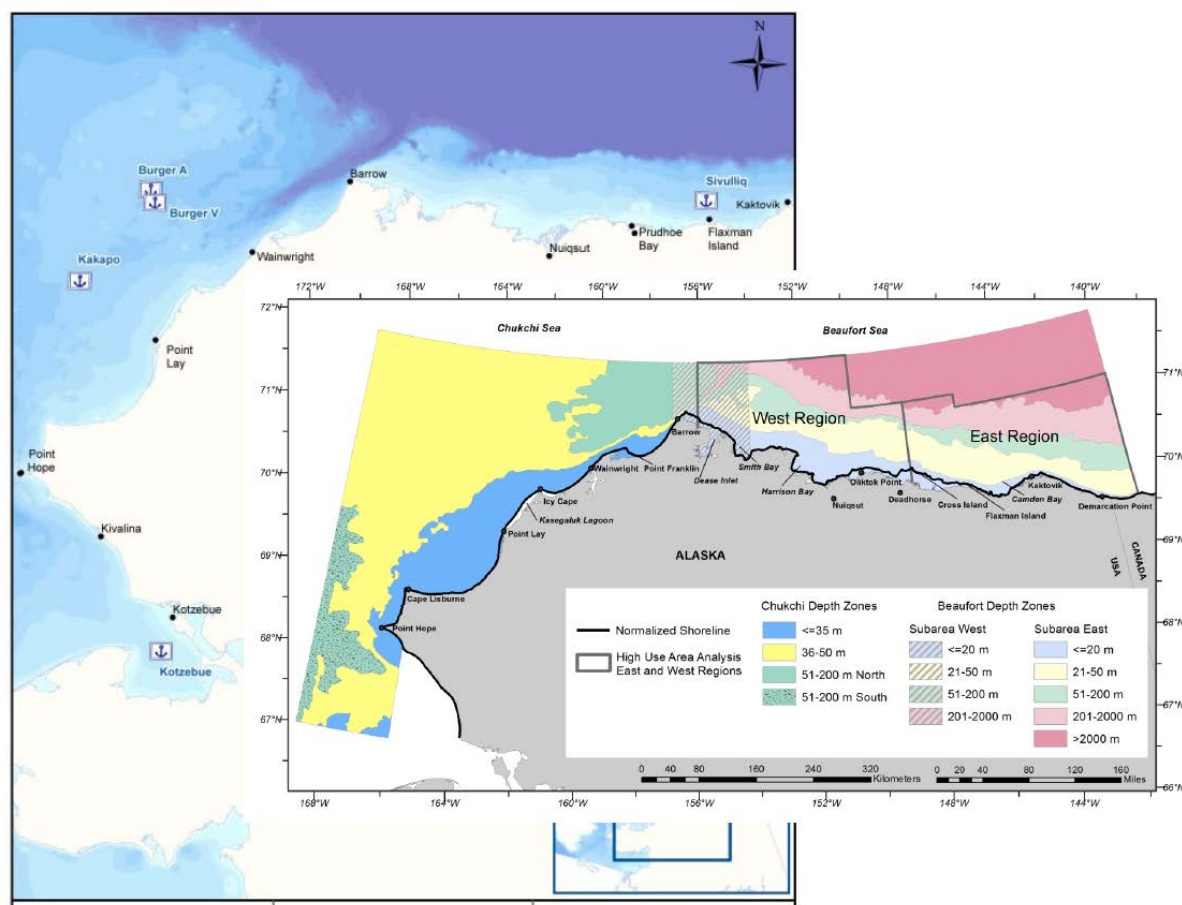 N
Burger A
Burger V
Barrow
Sivulliq
Kaktovik
Kakapo
Wainwright
Nuiqsut
Prudhoe
Bay
Flaxman
Island
Point
Lay
Point
Hope
Kivalina
Kotzebue
Kotzebue
172°W 168°W 164°W 160°W 156°W 152°W 148°W 144°W 140°W
72°N
71°N
70°N
69°N
68°N
67°N
71°N
70°N
69°N
68°N
67°N
66°N
Chukchi Sea
Beaufort Sea
West Region
East Region
Barrow
Wainwright
Point Franklin
Dease Inlet
Smith Bay
Harrison Bay
Oliktok Point
Nuiqsut
Deadhorse
Cross Island
Flaxman Island
Camden Bay
Kaktovik
Demarcation Point
Icy Cape
Kasegaluk Lagoon
Point Lay
Cape Lisburne
Point Hope
ALASKA
USA
CANADA
Normalized Shoreline
High Use Area Analysis
East and West Regions
Chukchi Depth Zones
<=35 m
36-50 m
51-200 m North
51-200 m South
Beaufort Depth Zones
Subarea West
<=20 m
21-50 m
51-200 m
201-2000 m
Subarea East
<=20 m
21-50 m
51-200 m
201-2000 m
>2000 m
0 40 80 160 240 320
Kilometers
0 20 40 80 120 160
Miles
168°W 164°W 160°W 156°W 152°W 148°W 144°W